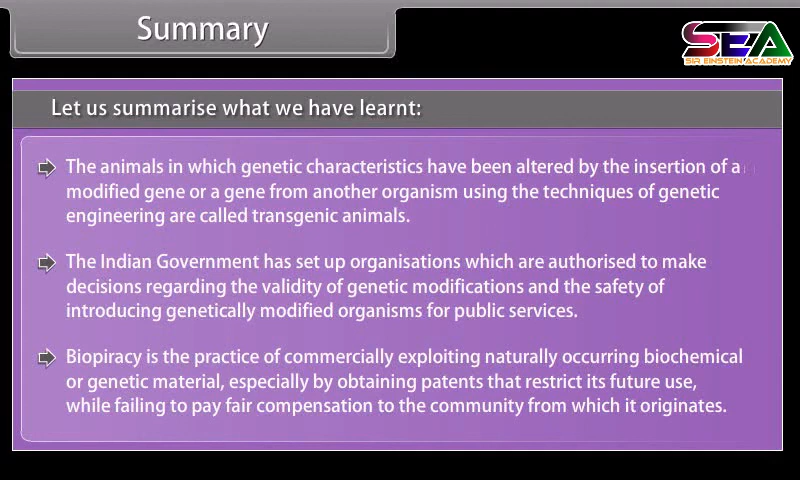 Summary
SEA
SIR EINSTEIN ACADEMY
Let us summarise what we have learnt:
The animals in which genetic characteristics have been altered by the insertion of a
modified gene or a gene from another organism using the techniques of genetic
engineering are called transgenic animals.
The Indian Government has set up organisations which are authorised to make
decisions regarding the validity of genetic modifications and the safety of
introducing genetically modified organisms for public services.
Biopiracy is the practice of commercially exploiting naturally occurring biochemical
or genetic material, especially by obtaining patents that restrict its future use,
while failing to pay fair compensation to the community from which it originates.